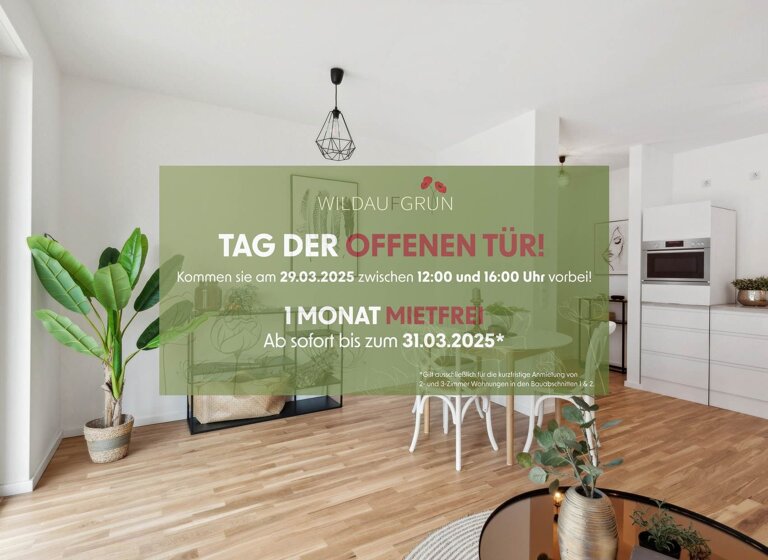 WILDAUFGRÜN
TAG DER OFFENEN TÜR!
Kommen sie am 29.03.2025 zwischen 12:00 und 16:00 Uhr vorbei!
1 MONAT MIETFREI
Ab sofort bis zum 31.03.2025*
*Gilt ausschließlich für die kurzfristige Anmietung von
2- und 3-Zimmer Wohnungen in den Bauabschnitten 1 & 2.